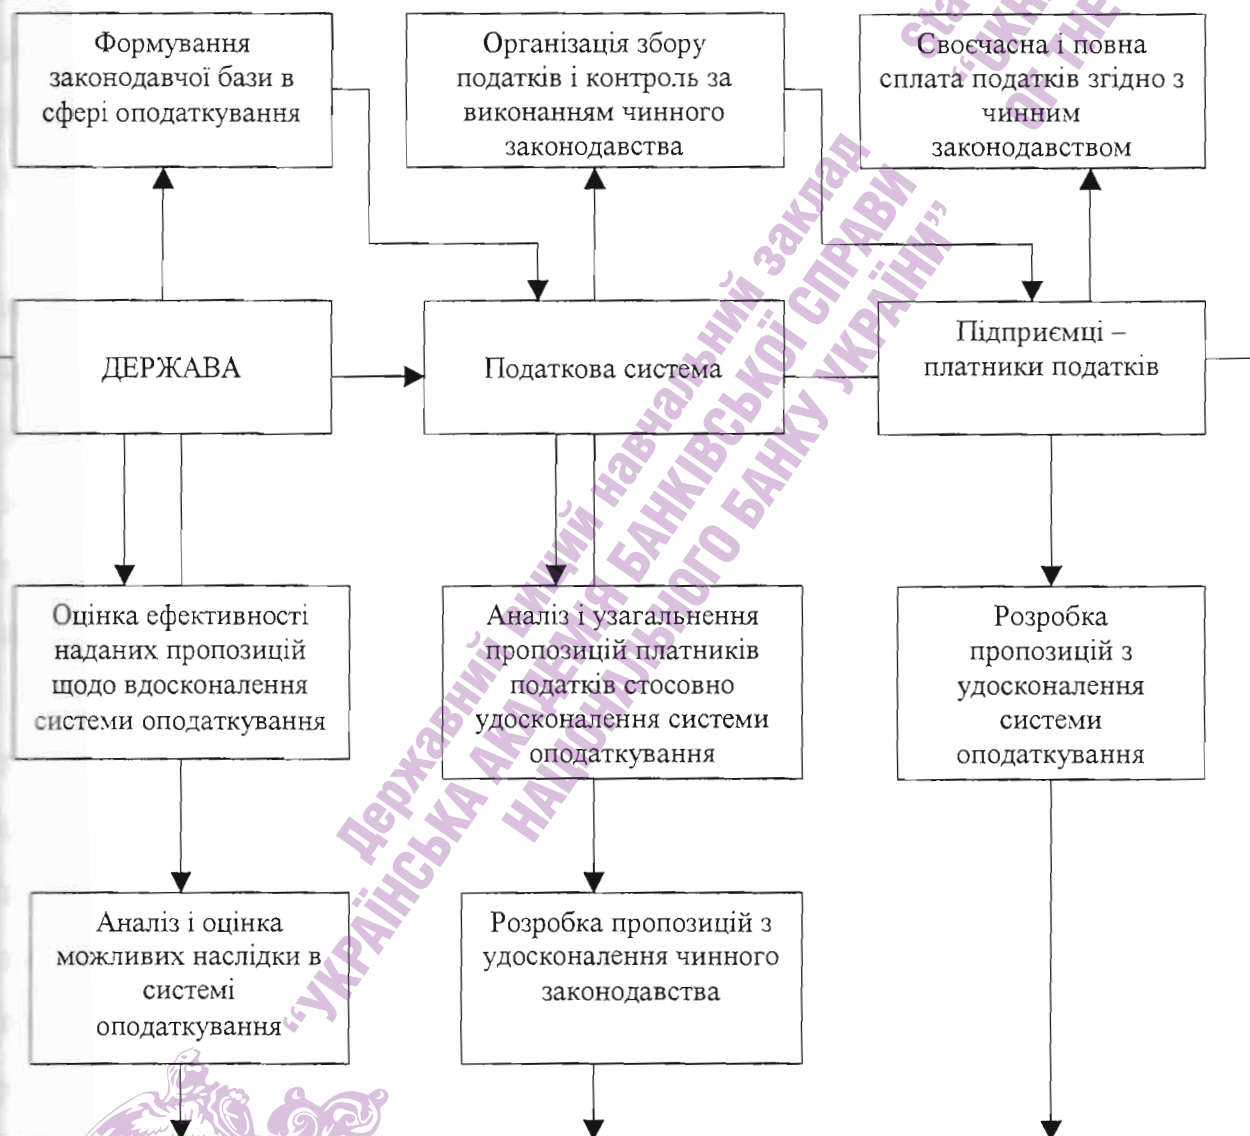 Формування
законодавчої бази в
сфері оподаткування
Організація збору
податків і контроль за
виконанням чинного
законодавства
Своєчасна і повна
сплата податків згідно з
чинним
законодавством
ДЕРЖАВА
Податкова система
Підприємці –
платники податків
Оцінка ефективності
наданих пропозицій
щодо вдосконалення
системи оподаткування
Аналіз і узагальнення
пропозицій платників
податків стосовно
удосконалення системи
оподаткування
Розробка
пропозицій з
удосконалення
системи
оподаткування
Аналіз і оцінка
можливих наслідки в
системі
оподаткування
Розробка пропозицій з
удосконалення чинного
законодавства
Державний вищий навчальний заклад
“УКРАЇНСЬКА АКАДЕМІЯ БАНКІВСЬКОЇ СПРАВИ
НАЦІОНАЛЬНОГО БАНКУ УКРАЇНИ”
OF THE